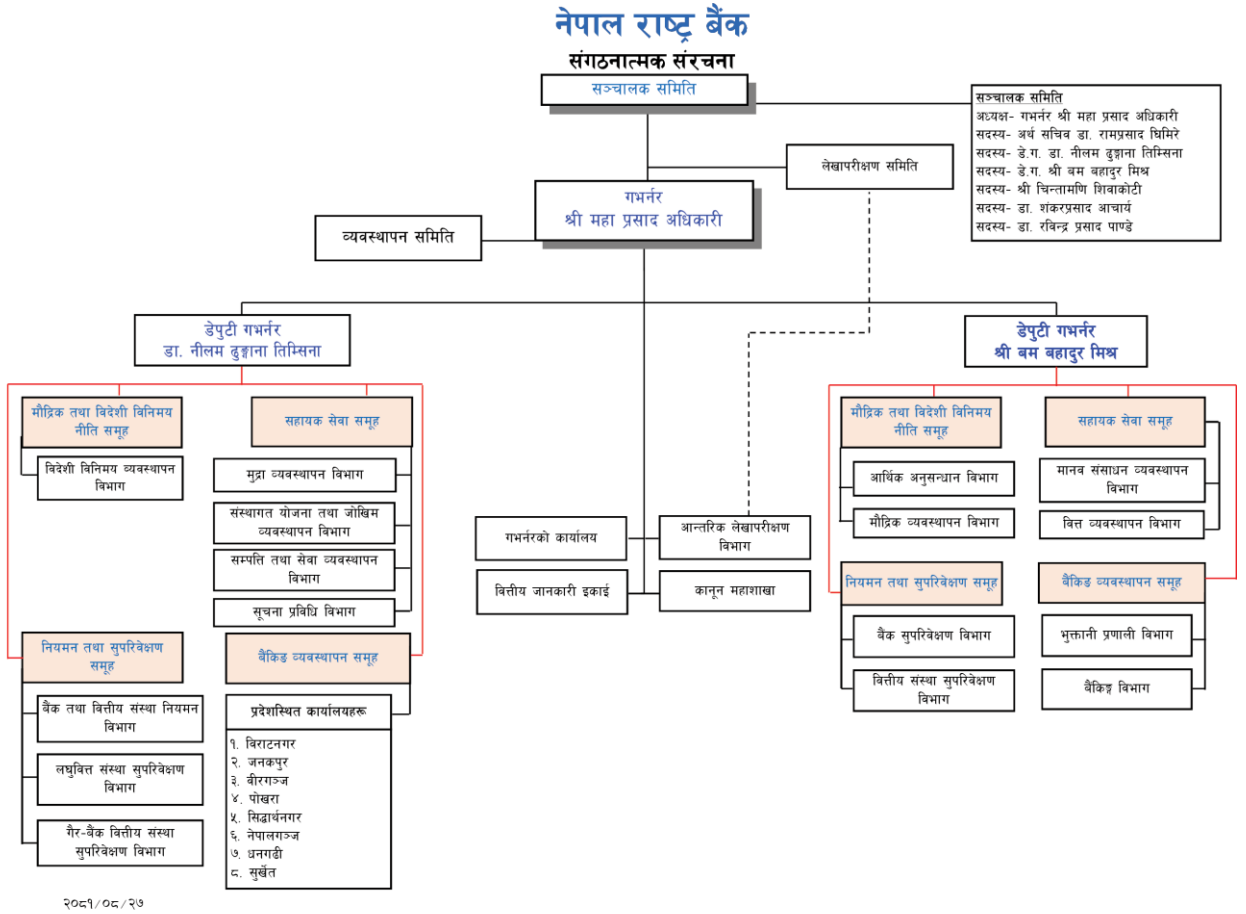 नेपाल राष्ट्र बैंक
संगठनात्मक संरचना
सञ्चालक समिति
सञ्चालक समिति
अध्यक्ष- गभर्नर श्री महा प्रसाद अधिकारी
सदस्य- अर्थ सचिव डा. रामप्रसाद घिमिरे
सदस्य- डे.ग. डा. नीलम ढुङ्गाना तिम्सिना
सदस्य- डे.ग. श्री बम बहादुर मिश्र
सदस्य- श्री चिन्तामणि शिवाकोटी
सदस्य- डा. शंकरप्रसाद आचार्य
सदस्य- डा. रविन्द्र प्रसाद पाण्डे
लेखापरीक्षण समिति
गभर्नर
श्री महा प्रसाद अधिकारी
व्यवस्थापन समिति
डेपुटी गभर्नर
डा. नीलम ढुङ्गाना तिम्सिना
मौद्रिक तथा विदेशी विनिमय
नीति समूह
विदेशी विनिमय व्यवस्थापन
विभाग
सहायक सेवा समूह
मुद्रा व्यवस्थापन विभाग
संस्थागत योजना तथा जोखिम
व्यवस्थापन विभाग
सम्पत्ति तथा सेवा व्यवस्थापन
विभाग
सूचना प्रविधि विभाग
नियमन तथा सुपरिवेक्षण
समूह
बैंक तथा वित्तीय संस्था नियमन
विभाग
लघुवित्त संस्था सुपरिवेक्षण
विभाग
गैर-बैंक वित्तीय संस्था
सुपरिवेक्षण विभाग
बैंकिङ व्यवस्थापन समूह
प्रदेशस्थित कार्यालयहरू
१. विराटनगर
२. जनकपुर
३. वीरगञ्ज
४. पोखरा
५. सिद्धार्थनगर
६. नेपालगञ्ज
७. धनगढी
८. सुर्खेत
गभर्नरको कार्यालय
आन्तरिक लेखापरीक्षण
विभाग
वित्तीय जानकारी इकाई
कानून महाशाखा
डेपुटी गभर्नर
श्री बम बहादुर मिश्र
मौद्रिक तथा विदेशी विनिमय
नीति समूह
आर्थिक अनुसन्धान विभाग
मौद्रिक व्यवस्थापन विभाग
सहायक सेवा समूह
मानव संसाधन व्यवस्थापन
विभाग
वित्त व्यवस्थापन विभाग
नियमन तथा सुपरिवेक्षण समूह
बैंक सुपरिवेक्षण विभाग
वित्तीय संस्था सुपरिवेक्षण
विभाग
बैंकिङ व्यवस्थापन समूह
भुक्तानी प्रणाली विभाग
बैंकिङ्ग विभाग
२०८१/०८/२७